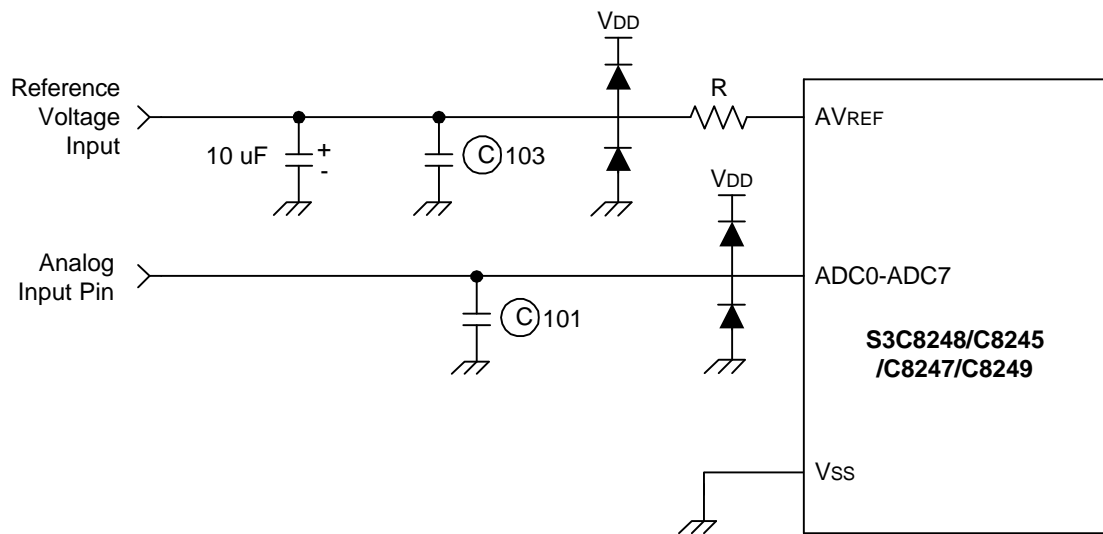 VDD
Reference
Voltage
Input
10 uF
+
-
C 103
R
AVREF
VDD
Analog
Input Pin
C 101
ADC0-ADC7
S3C8248/C8245
/C8247/C8249
VSS